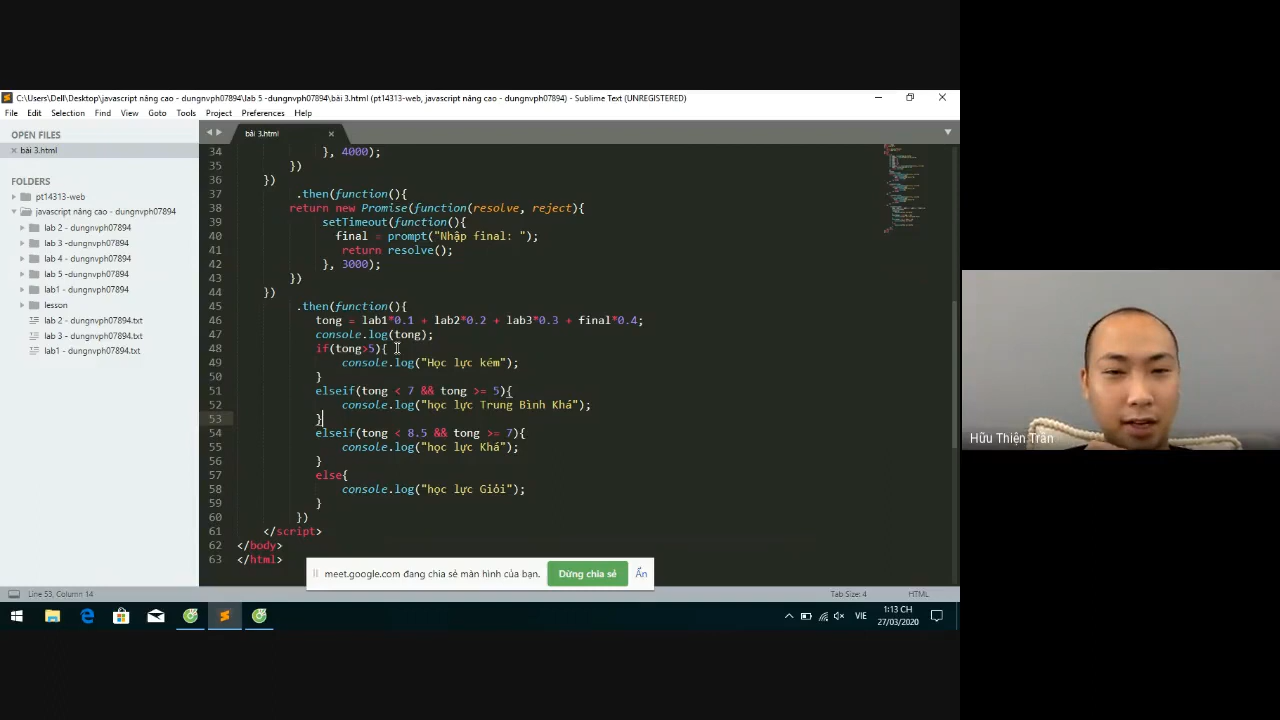 C:\Users\Dell\Desktop\javascript nâng cao - dungnvph07894\lab 5 -dungnvph07894\bài 3.html (pt14313-web, javascript nâng cao - dungnvph07894) - Sublime Text (UNREGISTERED)
File Edit Selection Find View Goto Tools Project Preferences Help
OPEN FILES
bài 3.html
FOLDERS
pt14313-web
javascript nâng cao - dungnvph07894
lab 2 - dungnvph07894
lab 3 -dungnvph07894
lab 4 - dungnvph07894
lab 5 -dungnvph07894
lab1 - dungnvph07894
lesson
lab 2 - dungnvph07894.txt
lab 3 - dungnvph07894.txt
lab1 - dungnvph07894.txt
bài 3.html
34 }, 4000);
35 })
36 })
37 .then(function(){
38 return new Promise(function(resolve, reject){
39 setTimeout(function(){
40 final = prompt("Nhập final: ");
41 return resolve();
42 }, 3000);
43 })
44 })
45 .then(function(){
46 tong = lab1*0.1 + lab2*0.2 + lab3*0.3 + final*0.4;
47 console.log(tong);
48 if(tong>5){
49 console.log("Học lực kém");
50 }
51 elseif(tong < 7 && tong >= 5){
52 console.log("học lực Trung Bình Khá");
53 }
54 elseif(tong < 8.5 && tong >= 7){
55 console.log("học lực Khá");
56 }
57 else{
58 console.log("học lực Giỏi");
59 }
60 })
61 </script>
62 </body>
63 </html>
meet.google.com đang chia sẻ màn hình của bạn. Dừng chia sẻ Ẩn
Line 53, Column 14 Tab Size: 4 HTML
VIE
1:13 CH
27/03/2020
Hữu Thiện Trần